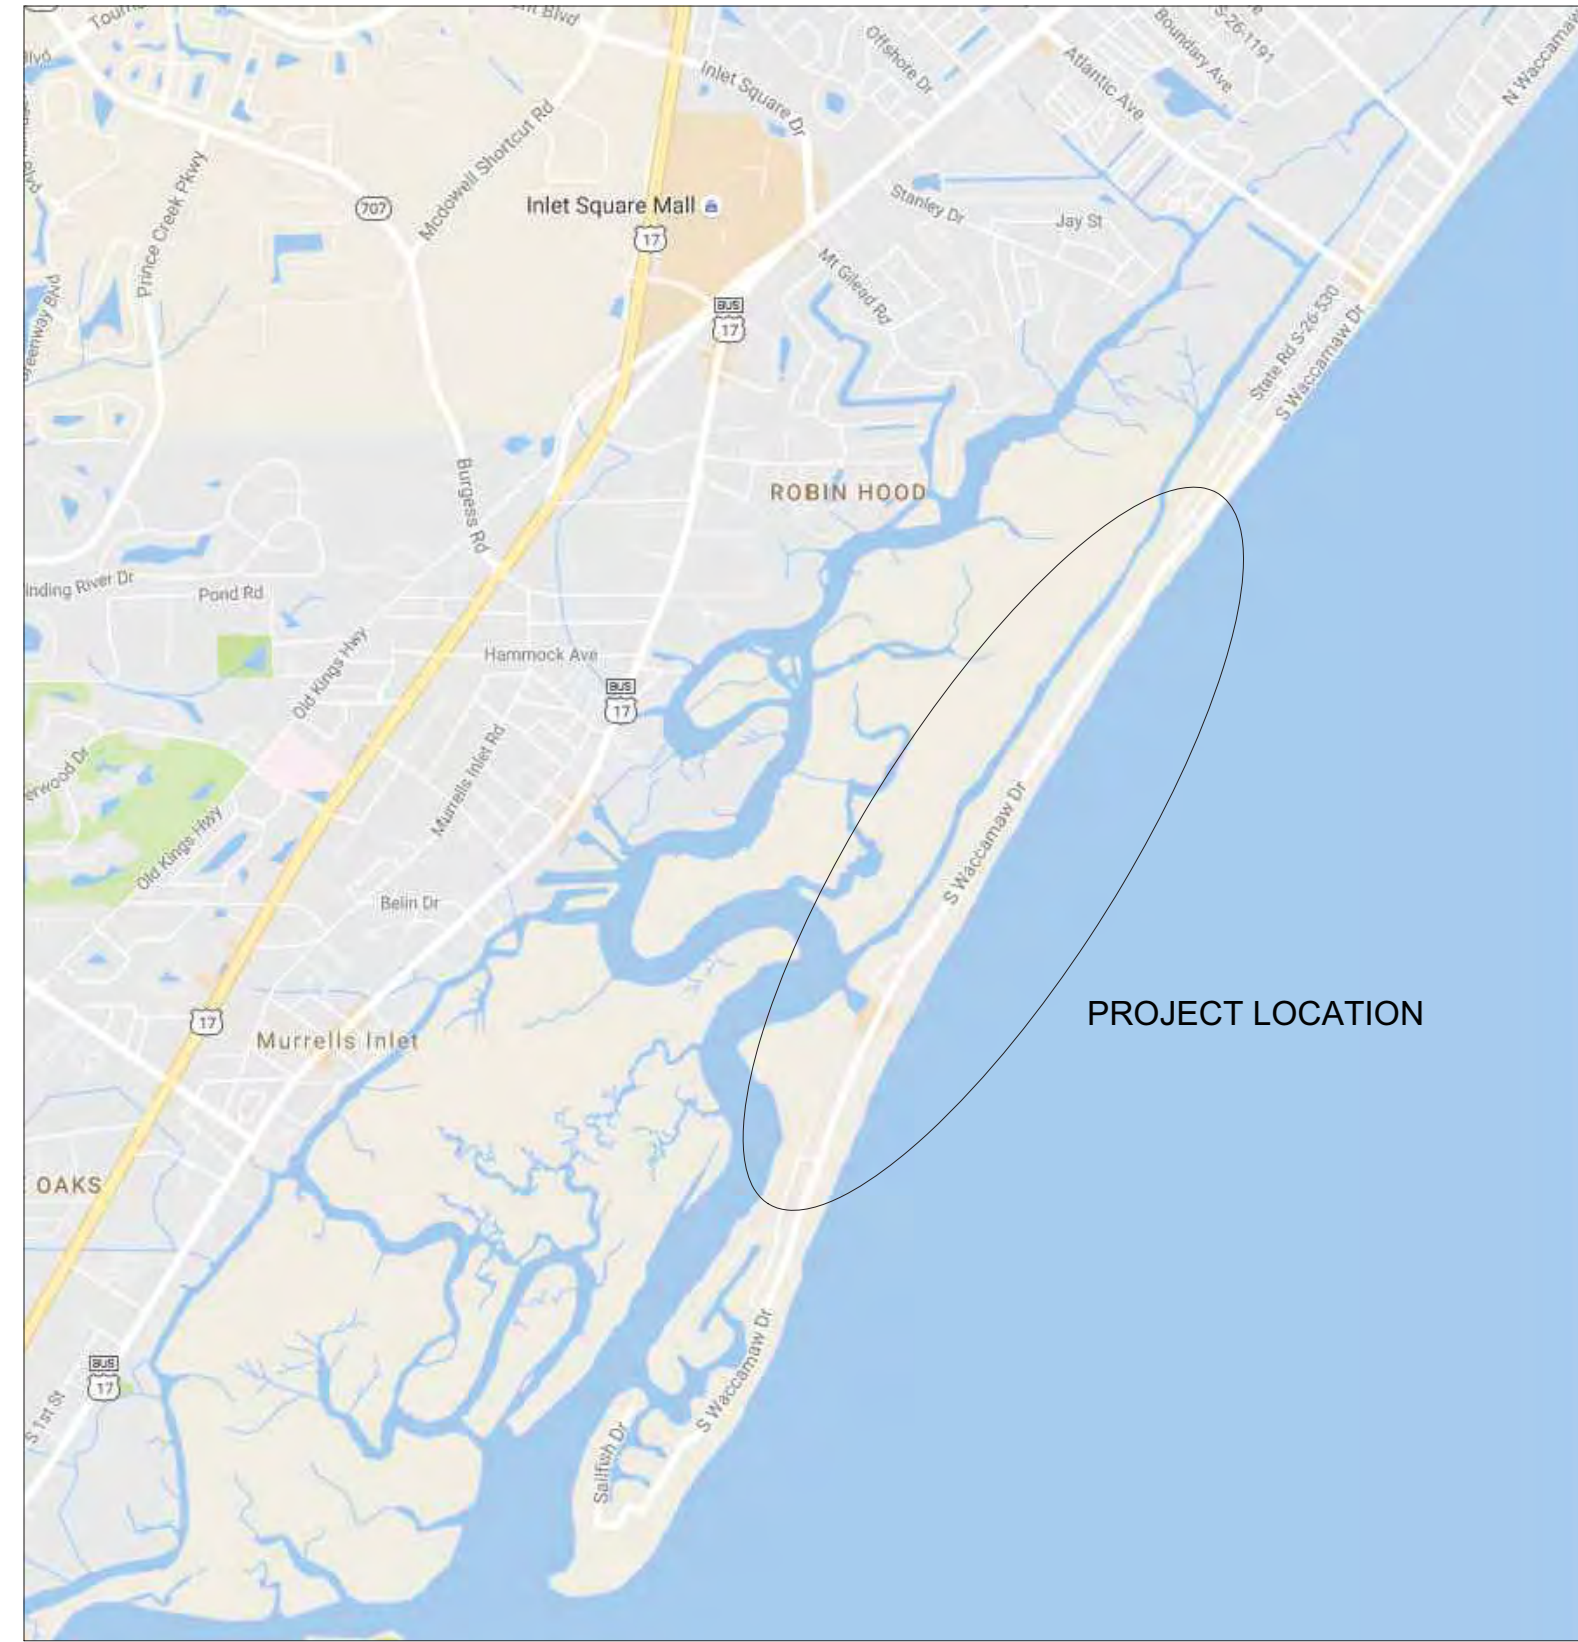 Inlet Square Dr
Offshore Dr
Boundary Ave
S-26-1191
Atlantic Ave
N Waccamaw
Prince Creek Pkwy
707
Mcdowell Shortcut Rd
Inlet Square Mall
17
Stanley Dr
Jay St
Mt Gilead Rd
BUS
17
State Rd S-26-530
S Waccamaw Dr
Burgess Rd
ROBIN HOOD
Pond Rd
Old Kings Hwy
Hammock Ave
BUS
17
Murrells Inlet Rd
Old Kings Hwy
S Waccamaw Dr
Belin Dr
17
Murrells Inlet
PROJECT LOCATION
OAKS
BUS
17
S 1st St
S Waccamaw Dr
Sailfish Dr